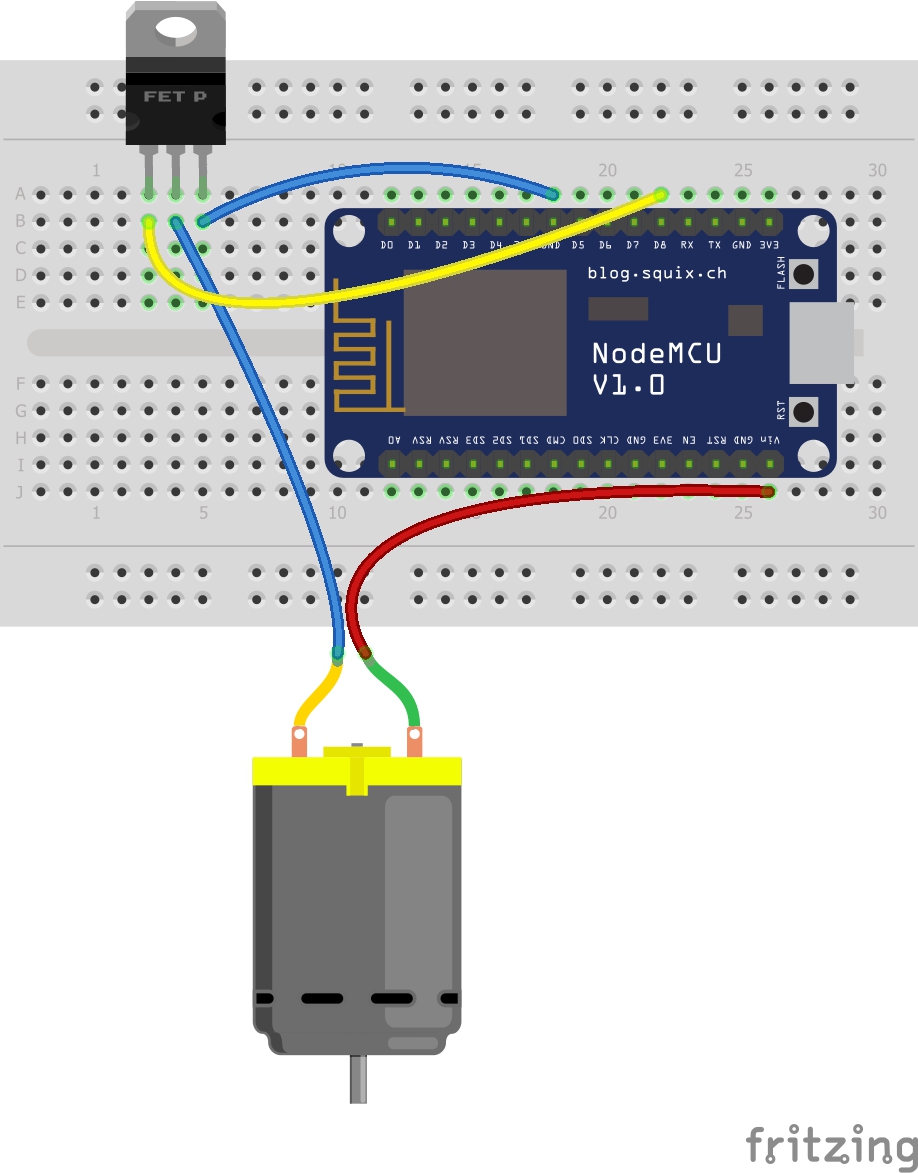 FET P
1 10 15 20 25 30
A
B
D0 D1 D2 D3 D4 GND D5 D6 D7 D8 RX TX GND 3V3
C
blog.squix.ch
FLASH
D
E
NodeMCU
V1.0
F
RST
G
H
A0 RSV RSV SD3 SD2 SD1 CMD SD0 CLK GND 3V3 EN RST GND Vin
I
J
1 5 10 15 20 25 30
fritzing